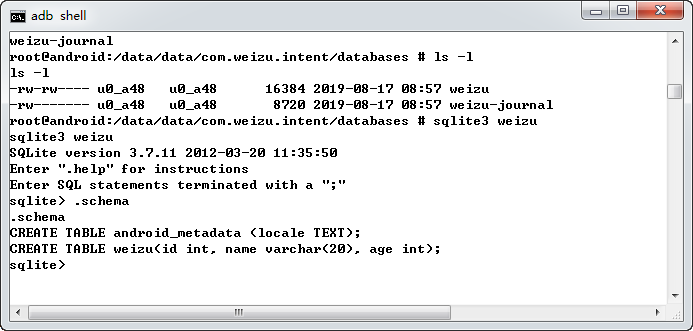 adb shell
weizu-journal
root@android:/data/data/com.weizu.intent/databases # ls -l
ls -l
-rw-rw---- u0_a48   u0_a48      16384 2019-08-17 08:57 weizu
-rw------- u0_a48   u0_a48       8720 2019-08-17 08:57 weizu-journal
root@android:/data/data/com.weizu.intent/databases # sqlite3 weizu
sqlite3 weizu
SQLite version 3.7.11 2012-03-20 11:35:50
Enter ".help" for instructions
Enter SQL statements terminated with a ";"
sqlite> .schema
.schema
CREATE TABLE android_metadata (locale TEXT);
CREATE TABLE weizu(id int, name varchar(20), age int);
sqlite>